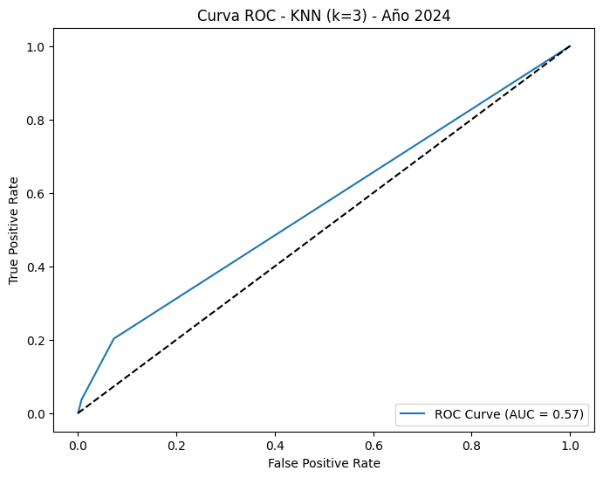 Curva ROC - KNN (k=3) - Año 2024
True Positive Rate
1.0
0.8
0.6
0.4
0.2
0.0
ROC Curve (AUC = 0.57)
0.0 0.2 0.4 0.6 0.8 1.0
False Positive Rate